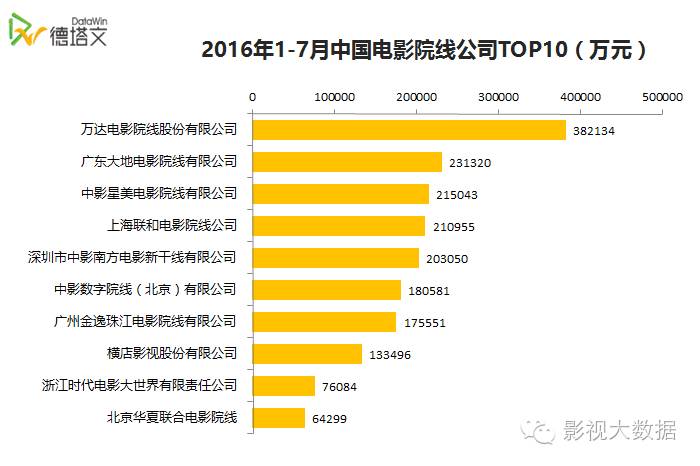 DataWin
德塔文
2016年1-7月中国电影院线公司TOP10（万元）
0 100000 200000 300000 400000 500000
万达电影院线股份有限公司 382134
广东大地电影院线有限公司 231320
中影星美电影院线有限公司 215043
上海联和电影院线公司 210955
深圳市中影南方电影新干线有限公司 203050
中影数字院线（北京）有限公司 180581
广州金逸珠江电影院线有限公司 175551
横店影视股份有限公司 133496
浙江时代电影大世界有限责任公司 76084
北京华夏联合电影院线 64299
影视大数据